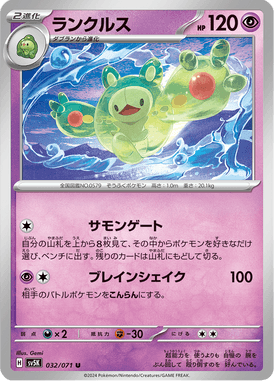 2進化
ランクルス
HP 120
ダブランから進化
全国図鑑NO.0579 ぞうふくポケモン 高さ:1.0m 重さ:20.1kg
サモンゲート
自分の山札を上から8枚見て、その中からポケモンを好きなだけ
選び、ベンチに出す。残りのカードは山札にもどして切る。
ブレインシェイク 100
相手のバトルポケモンをこんらんにする。
弱点 ×2 抵抗力 -30 にげる
Illus. Gemi
H SV5K 032/071 U
©2024 Pokémon/Nintendo/Creatures/GAME FREAK.